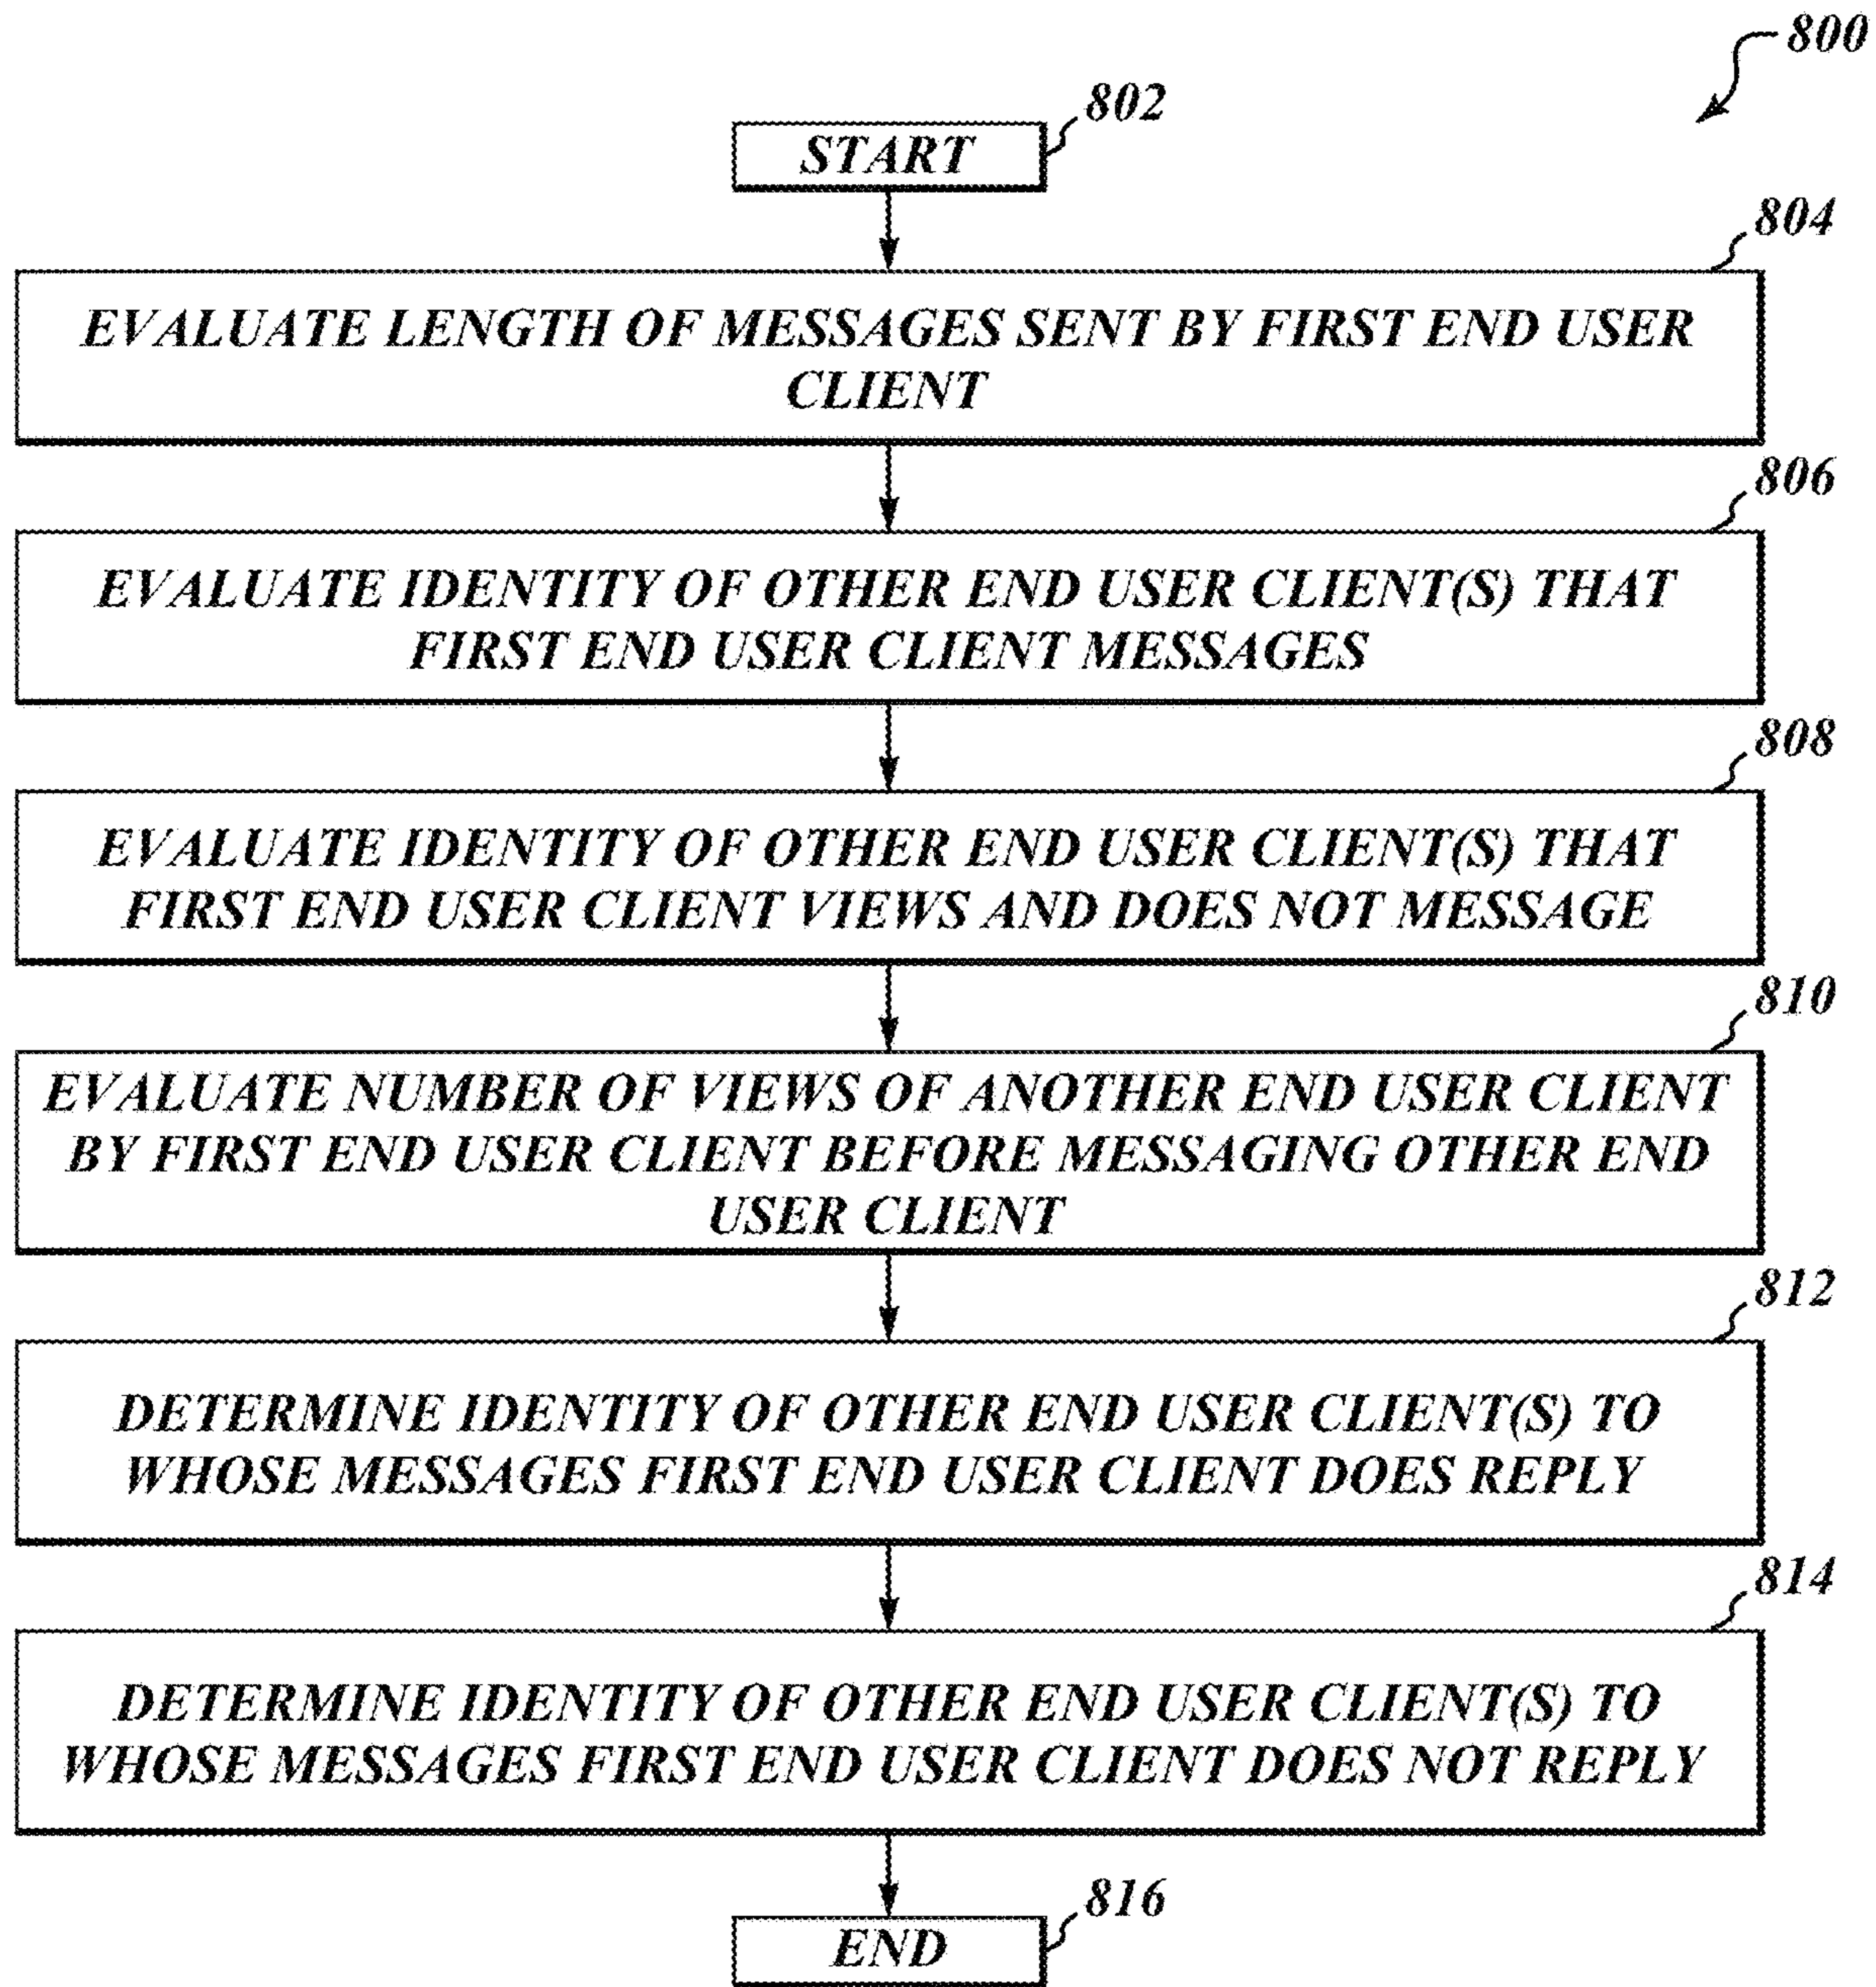 800
802
START
804
EVALUATE LENGTH OF MESSAGES SENT BY FIRST END USER
CLIENT
806
EVALUATE IDENTITY OF OTHER END USER CLIENT(S) THAT
FIRST END USER CLIENT MESSAGES
808
EVALUATE IDENTITY OF OTHER END USER CLIENT(S) THAT
FIRST END USER CLIENT VIEWS AND DOES NOT MESSAGE
810
EVALUATE NUMBER OF VIEWS OF ANOTHER END USER CLIENT
BY FIRST END USER CLIENT BEFORE MESSAGING OTHER END
USER CLIENT
812
DETERMINE IDENTITY OF OTHER END USER CLIENT(S) TO
WHOSE MESSAGES FIRST END USER CLIENT DOES REPLY
814
DETERMINE IDENTITY OF OTHER END USER CLIENT(S) TO
WHOSE MESSAGES FIRST END USER CLIENT DOES NOT REPLY
816
END